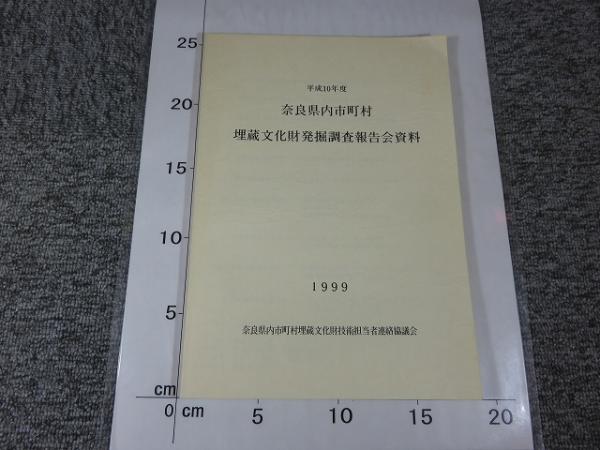 平成10年度
奈良県内市町村
埋蔵文化財発掘調査報告会資料
1999
奈良県内市町村埋蔵文化財技術担当者連絡協議会
25
20
15
10
5
cm
0 cm
5
10
15
20